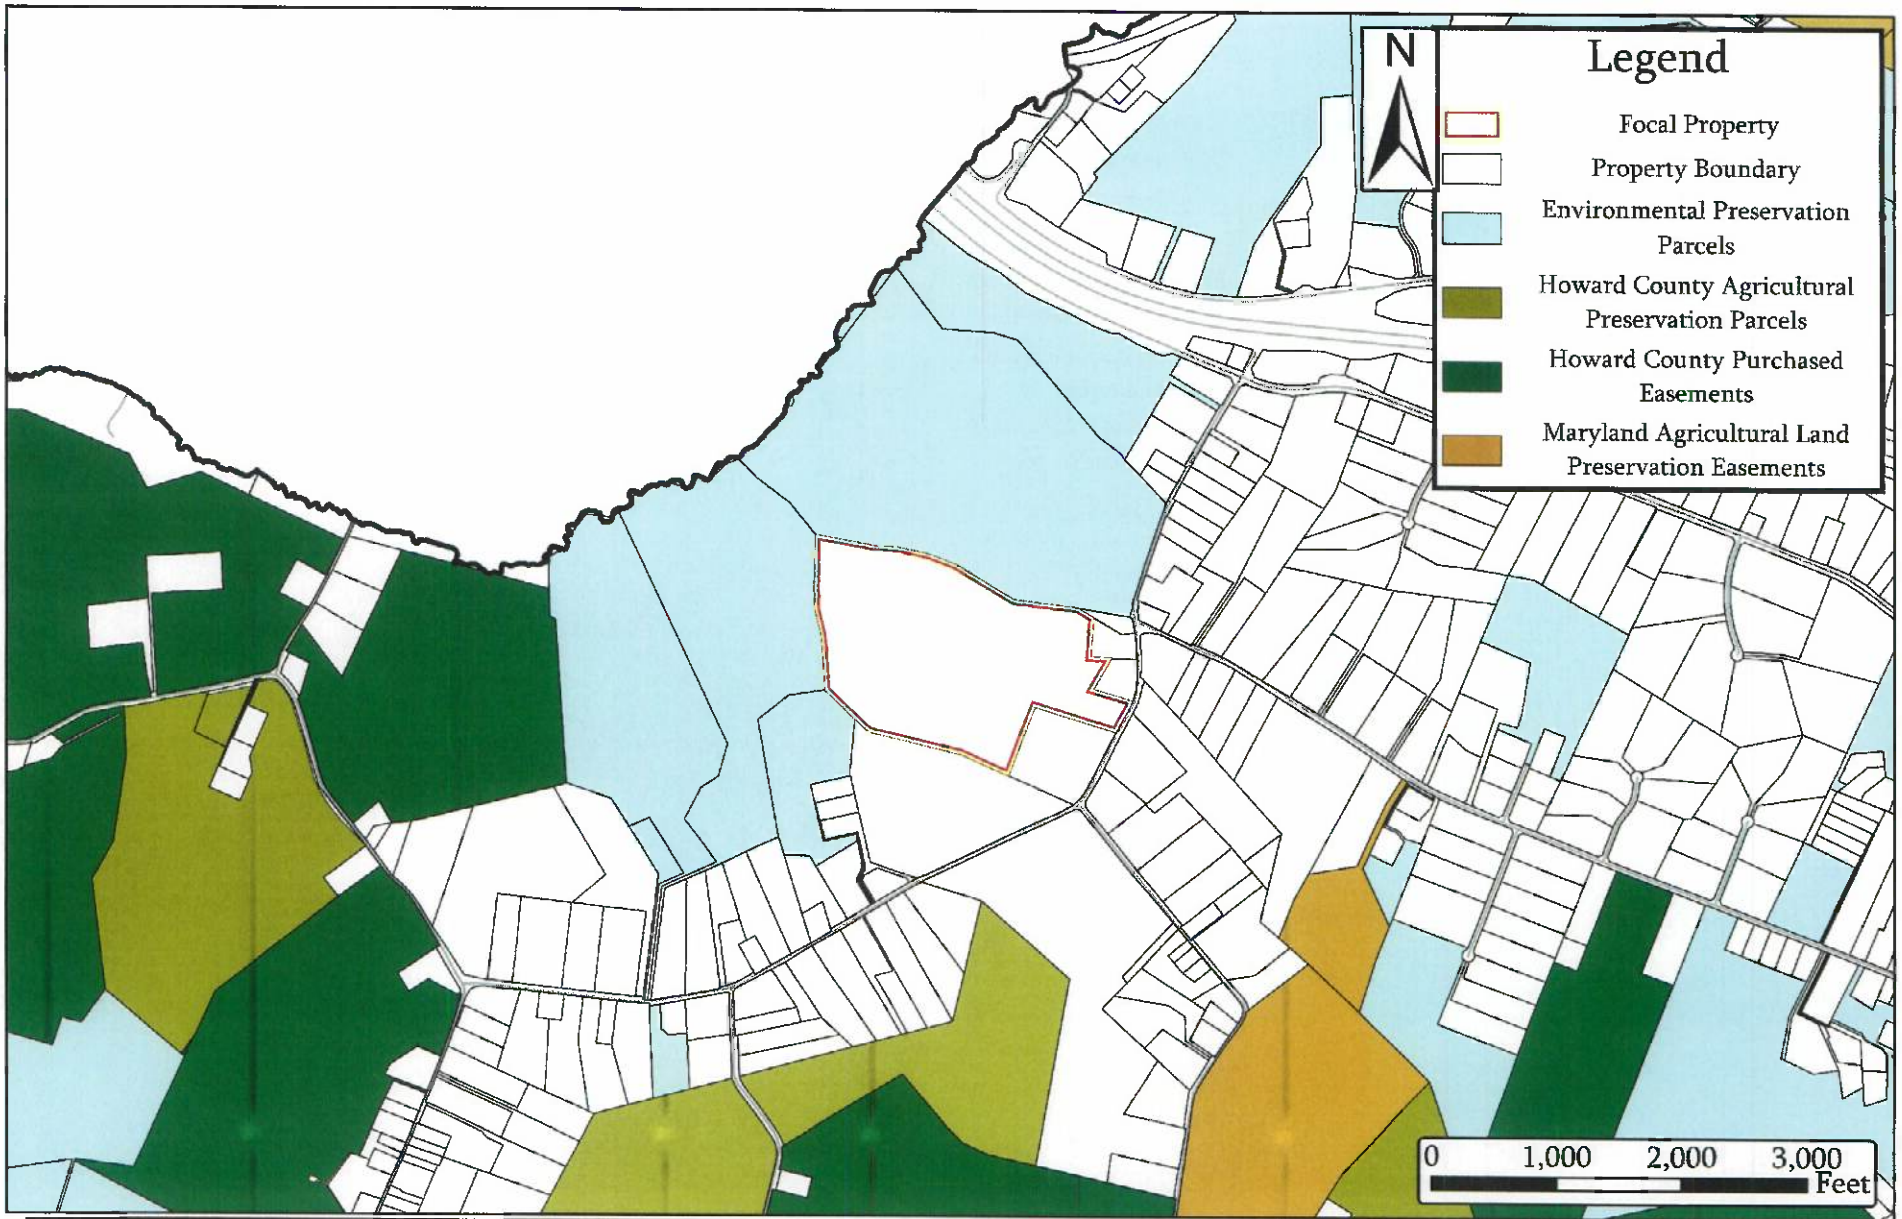 N
Legend
Focal Property
Property Boundary
Environmental Preservation
Parcels
Howard County Agricultural
Preservation Parcels
Howard County Purchased
Easements
Maryland Agricultural Land
Preservation Easements
0 1,000 2,000 3,000
Feet